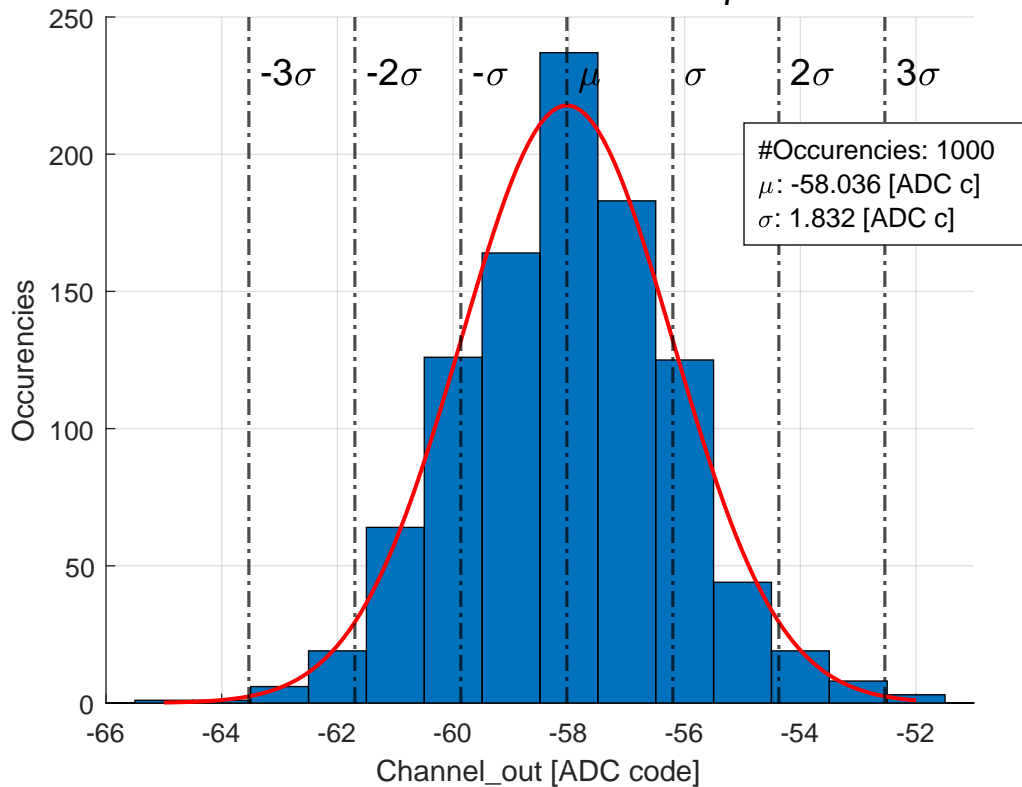 250
-3σ -2σ -σ μ σ 2σ 3σ
#Occurencies: 1000
μ: -58.036 [ADC c]
σ: 1.832 [ADC c]
200
150
100
50
0
Occurencies
-66 -64 -62 -60 -58 -56 -54 -52
Channel_out [ADC code]